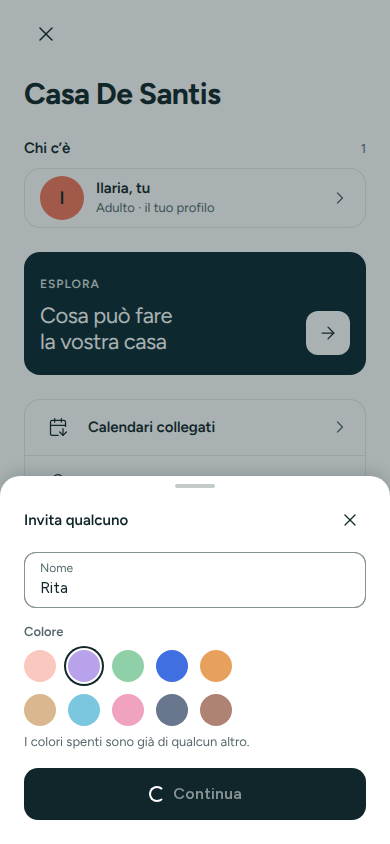 Casa De Santis
Chi c'è
1
I
Ilaria, tu
Adulto · il tuo profilo
ESPLORA
Cosa può fare
la vostra casa
Calendari collegati
Invita qualcuno
Nome
Rita
Colore
I colori spenti sono già di qualcun altro.
Continua